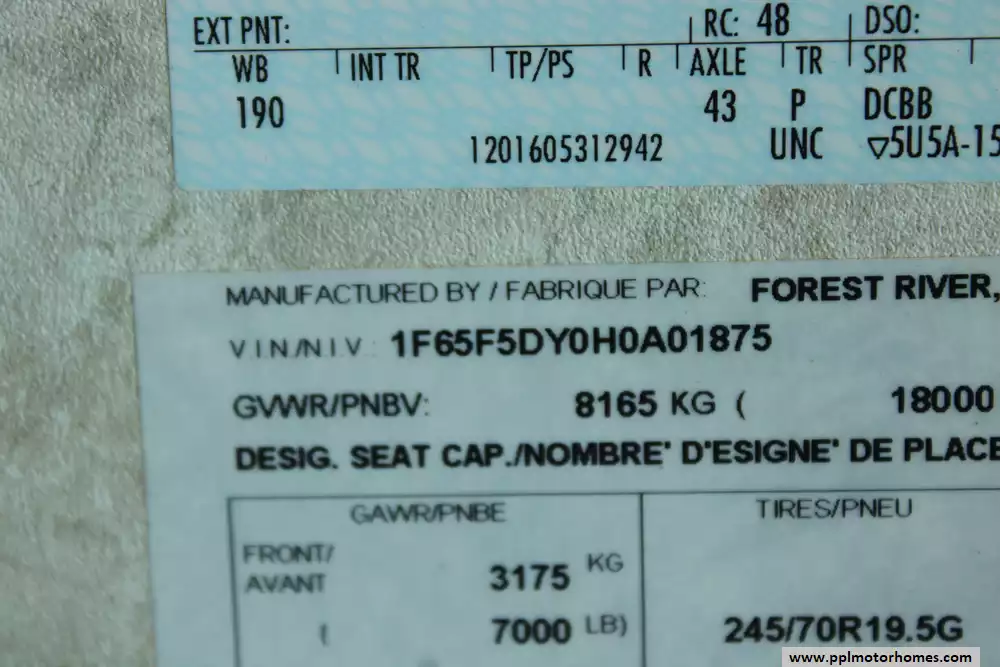 EXT PNT: RC: 48 DSO:
WB INT TR TP/PS R AXLE TR SPR
190 43 P DCBB
1201605312942 UNC ▽5U5A-15
MANUFACTURED BY / FABRIQUE PAR: FOREST RIVER,
VIN/NIV: 1F65F5DY0H0A01875
GVWR/PNBV: 8165 KG ( 18000
DESIG. SEAT CAP./NOMBRE' D'ESIGNE' DE PLACE
GAWR/PNBE TIRES/PNEU
FRONT/
AVANT 3175 KG
( 7000 LB) 245/70R19.5G
www.pplmotorhomes.com